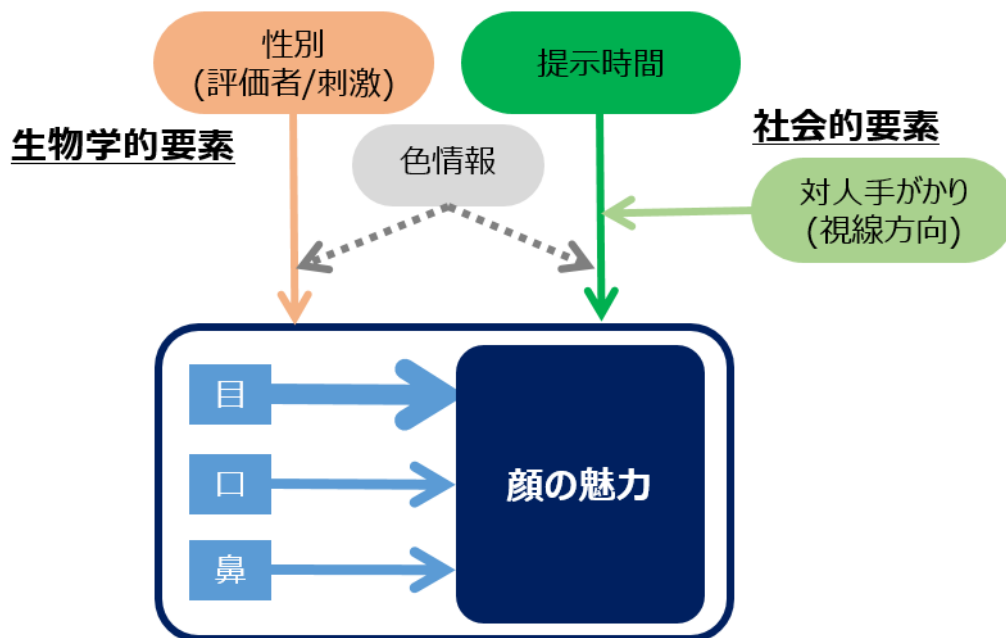 性別
(評価者/刺激)
提示時間
生物学的要素
社会的要素
色情報
対人手がかり
(視線方向)
目
口
鼻
顔の魅力